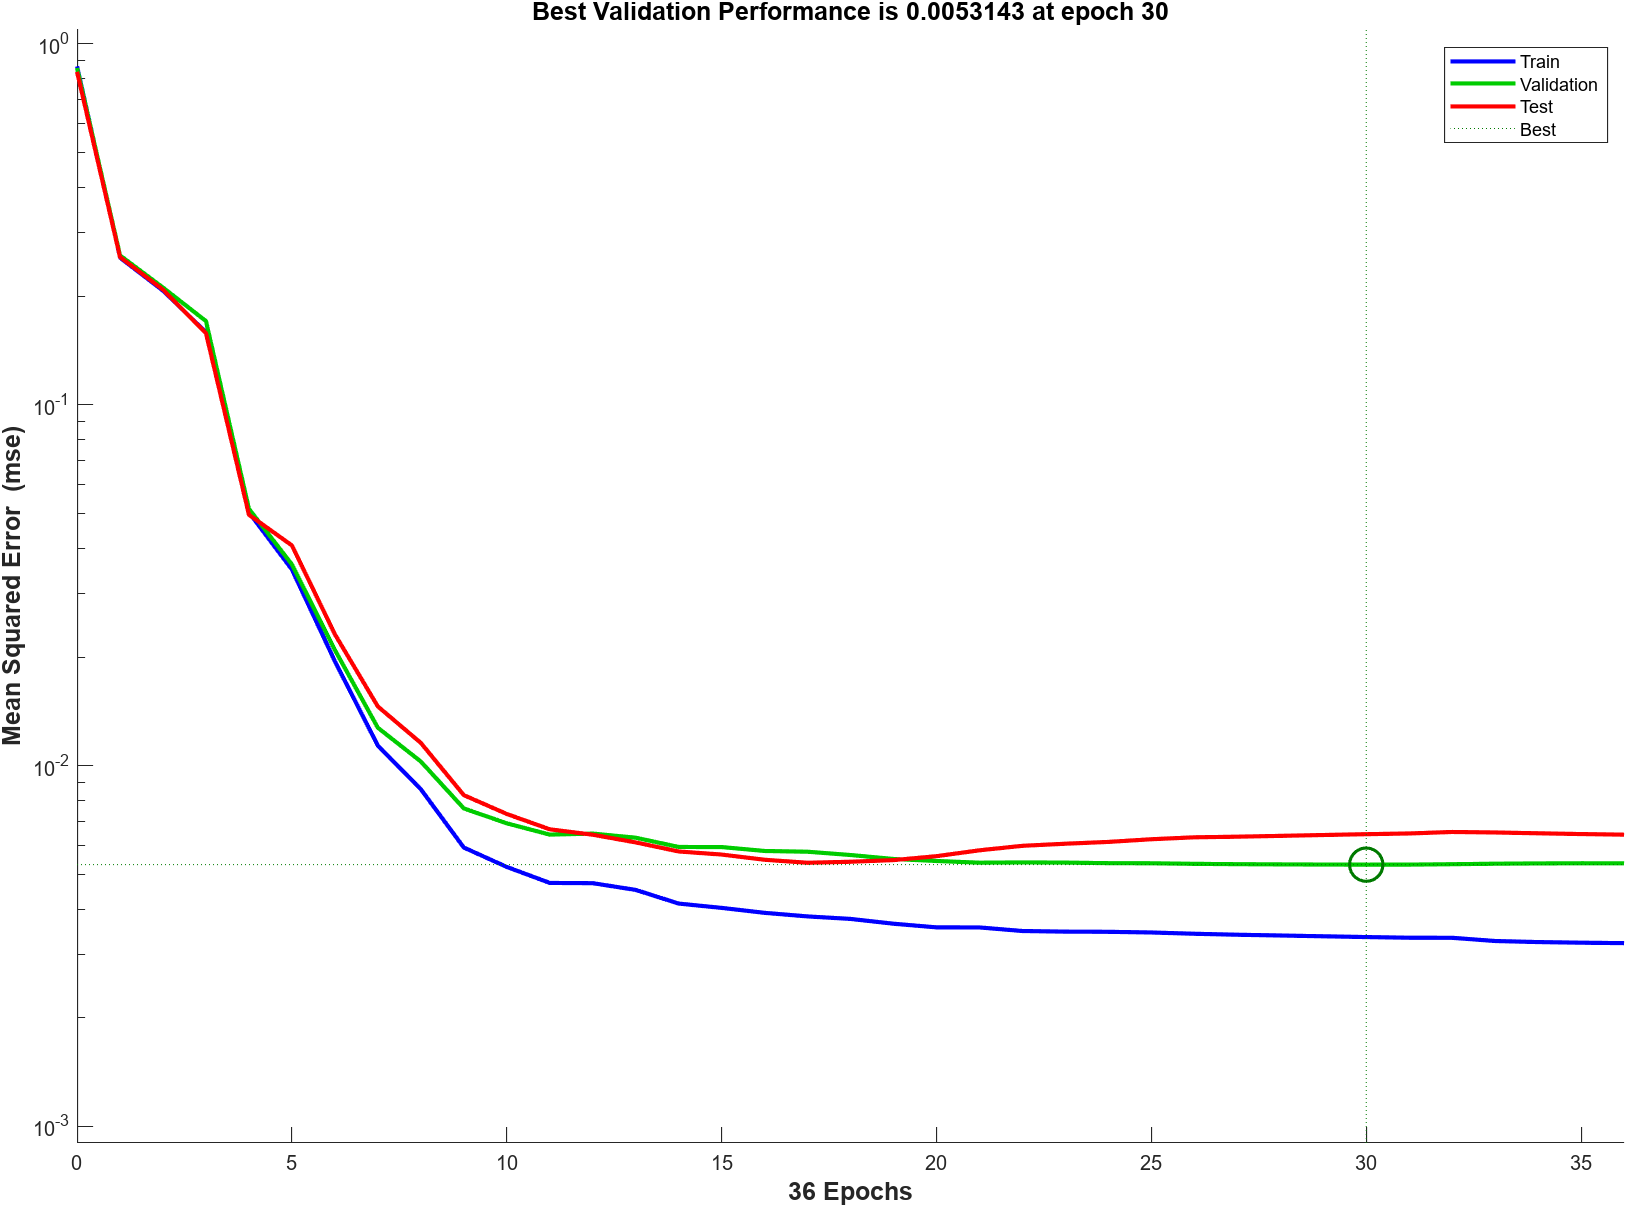 Best Validation Performance is 0.0053143 at epoch 30
Train
Validation
Test
Best
Mean Squared Error  (mse)
10^0
10^-1
10^-2
10^-3
0 5 10 15 20 25 30 35
36 Epochs